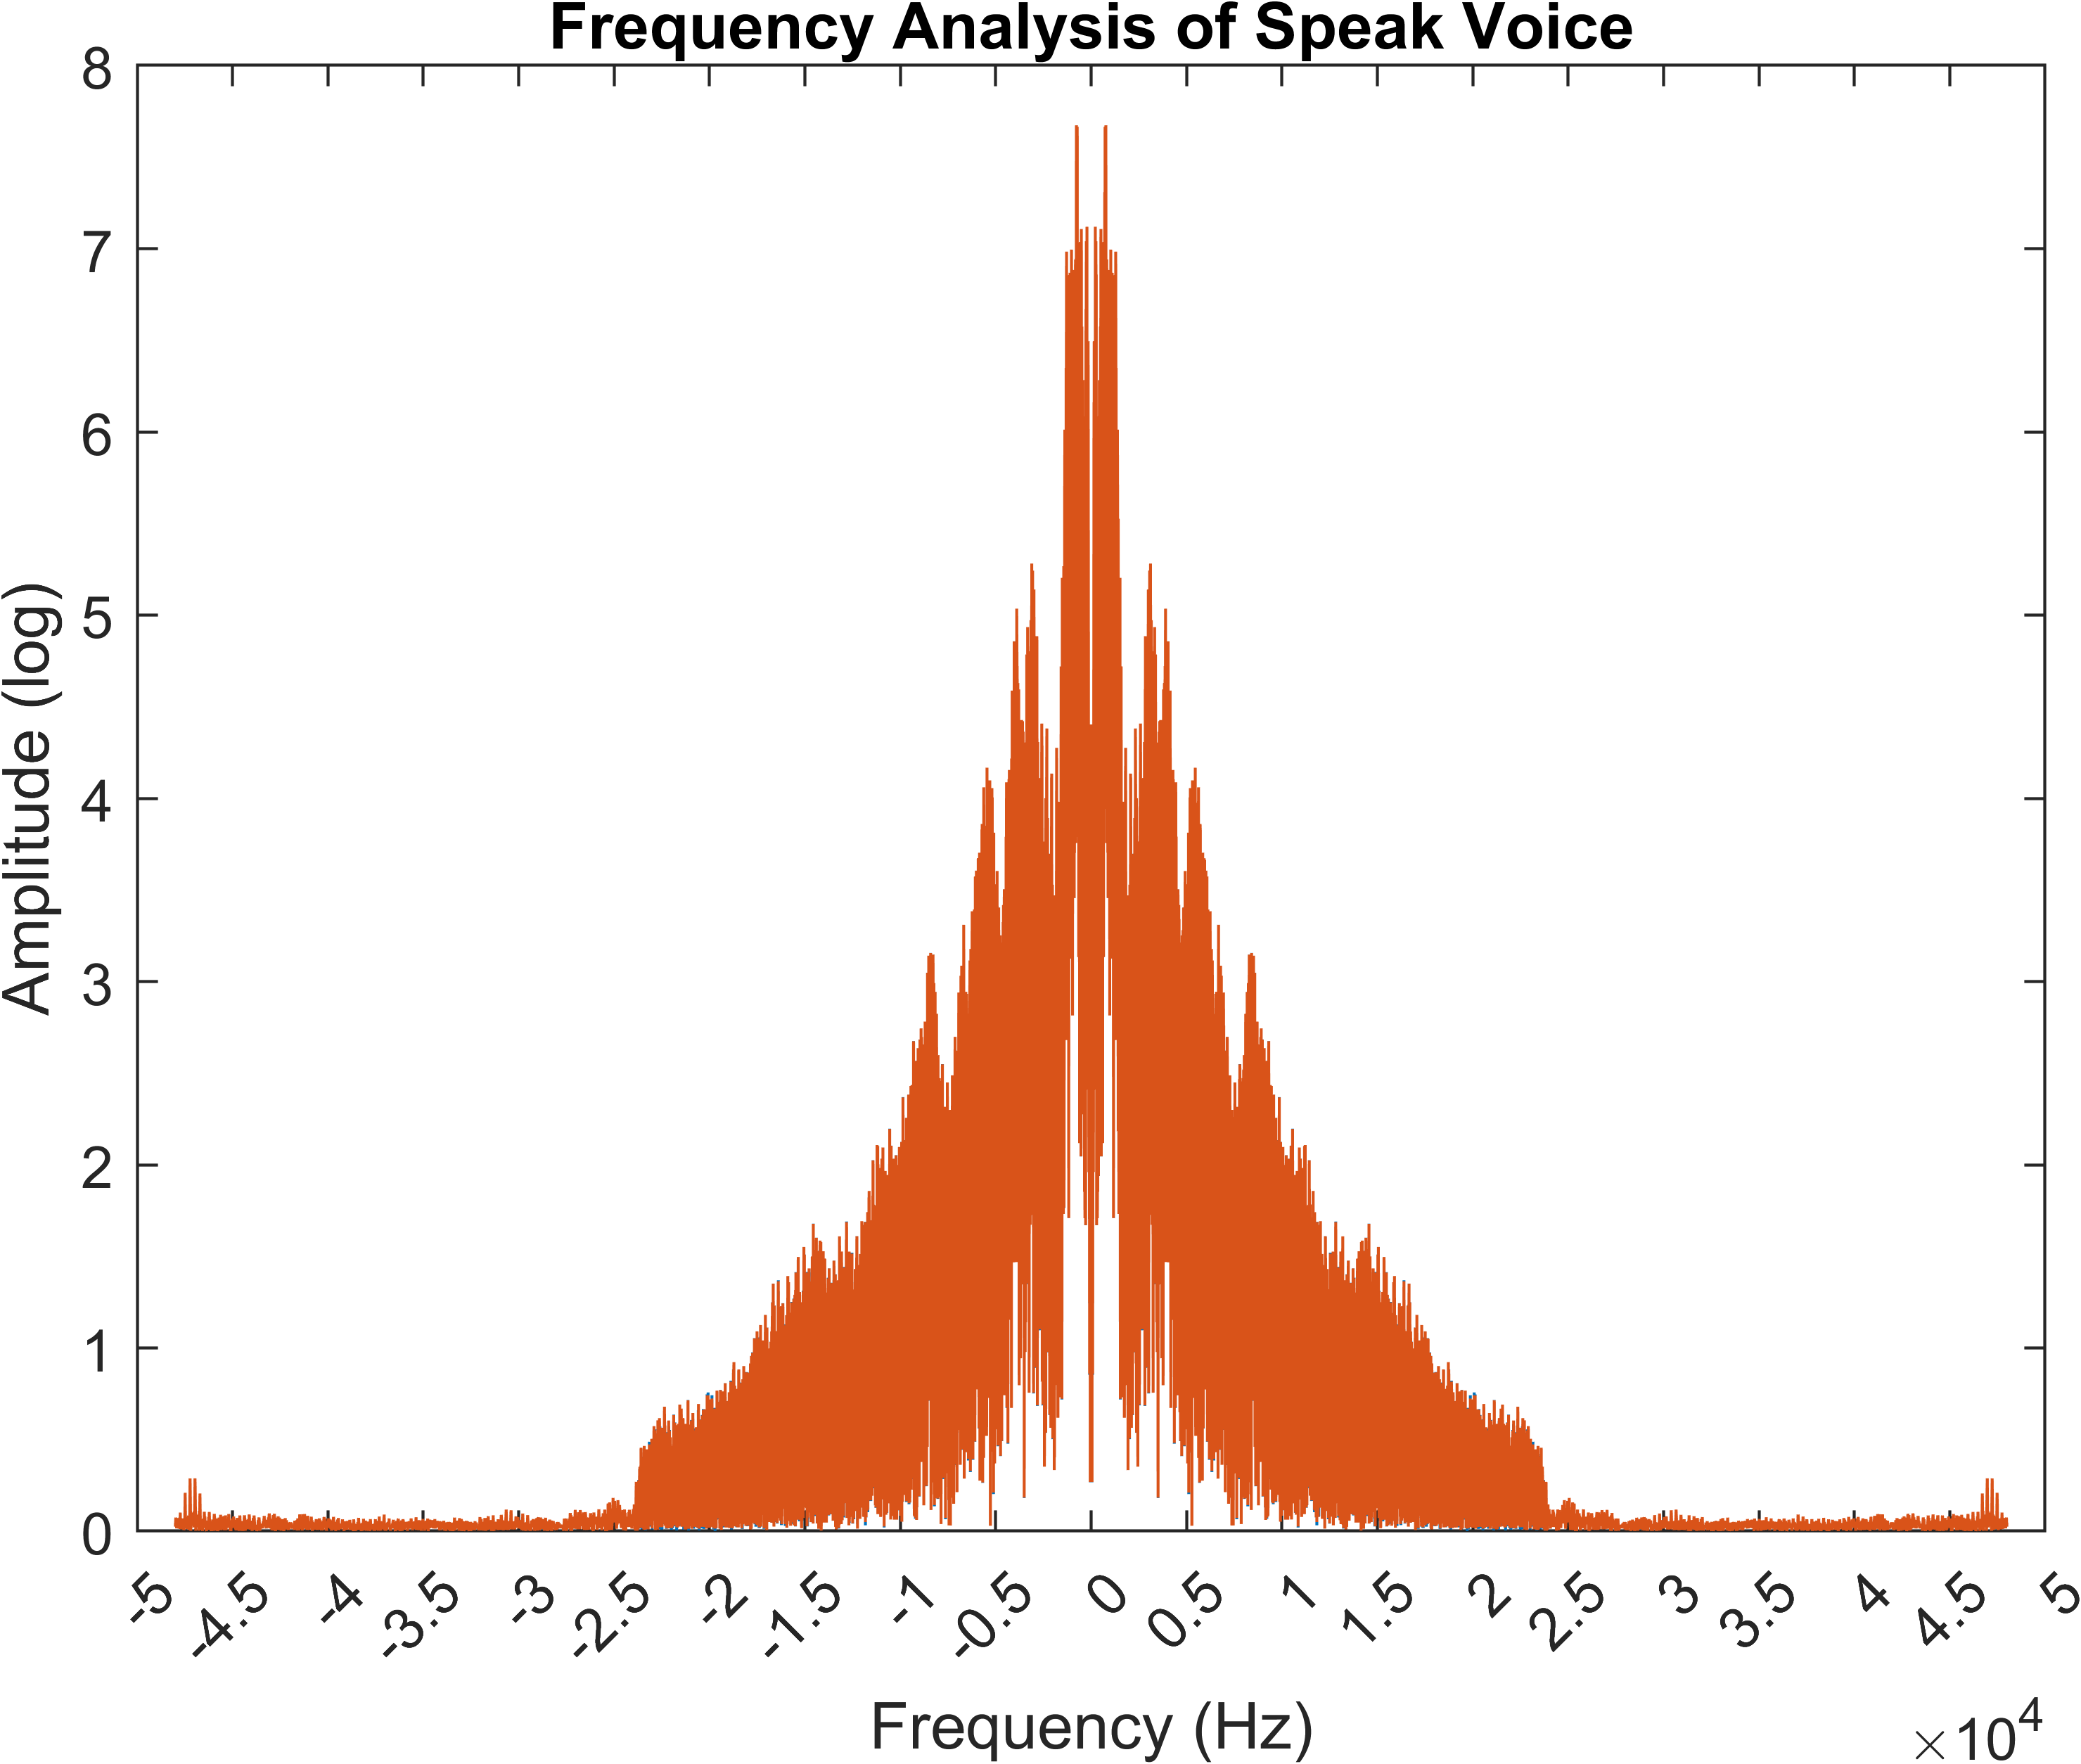 Frequency Analysis of Speak Voice
8
7
6
5
4
3
2
1
0
Amplitude (log)
-5 -4.5 -4 -3.5 -3 -2.5 -2 -1.5 -1 -0.5 0 0.5 1 1.5 2 2.5 3 3.5 4 4.5 5
Frequency (Hz)
×10⁴